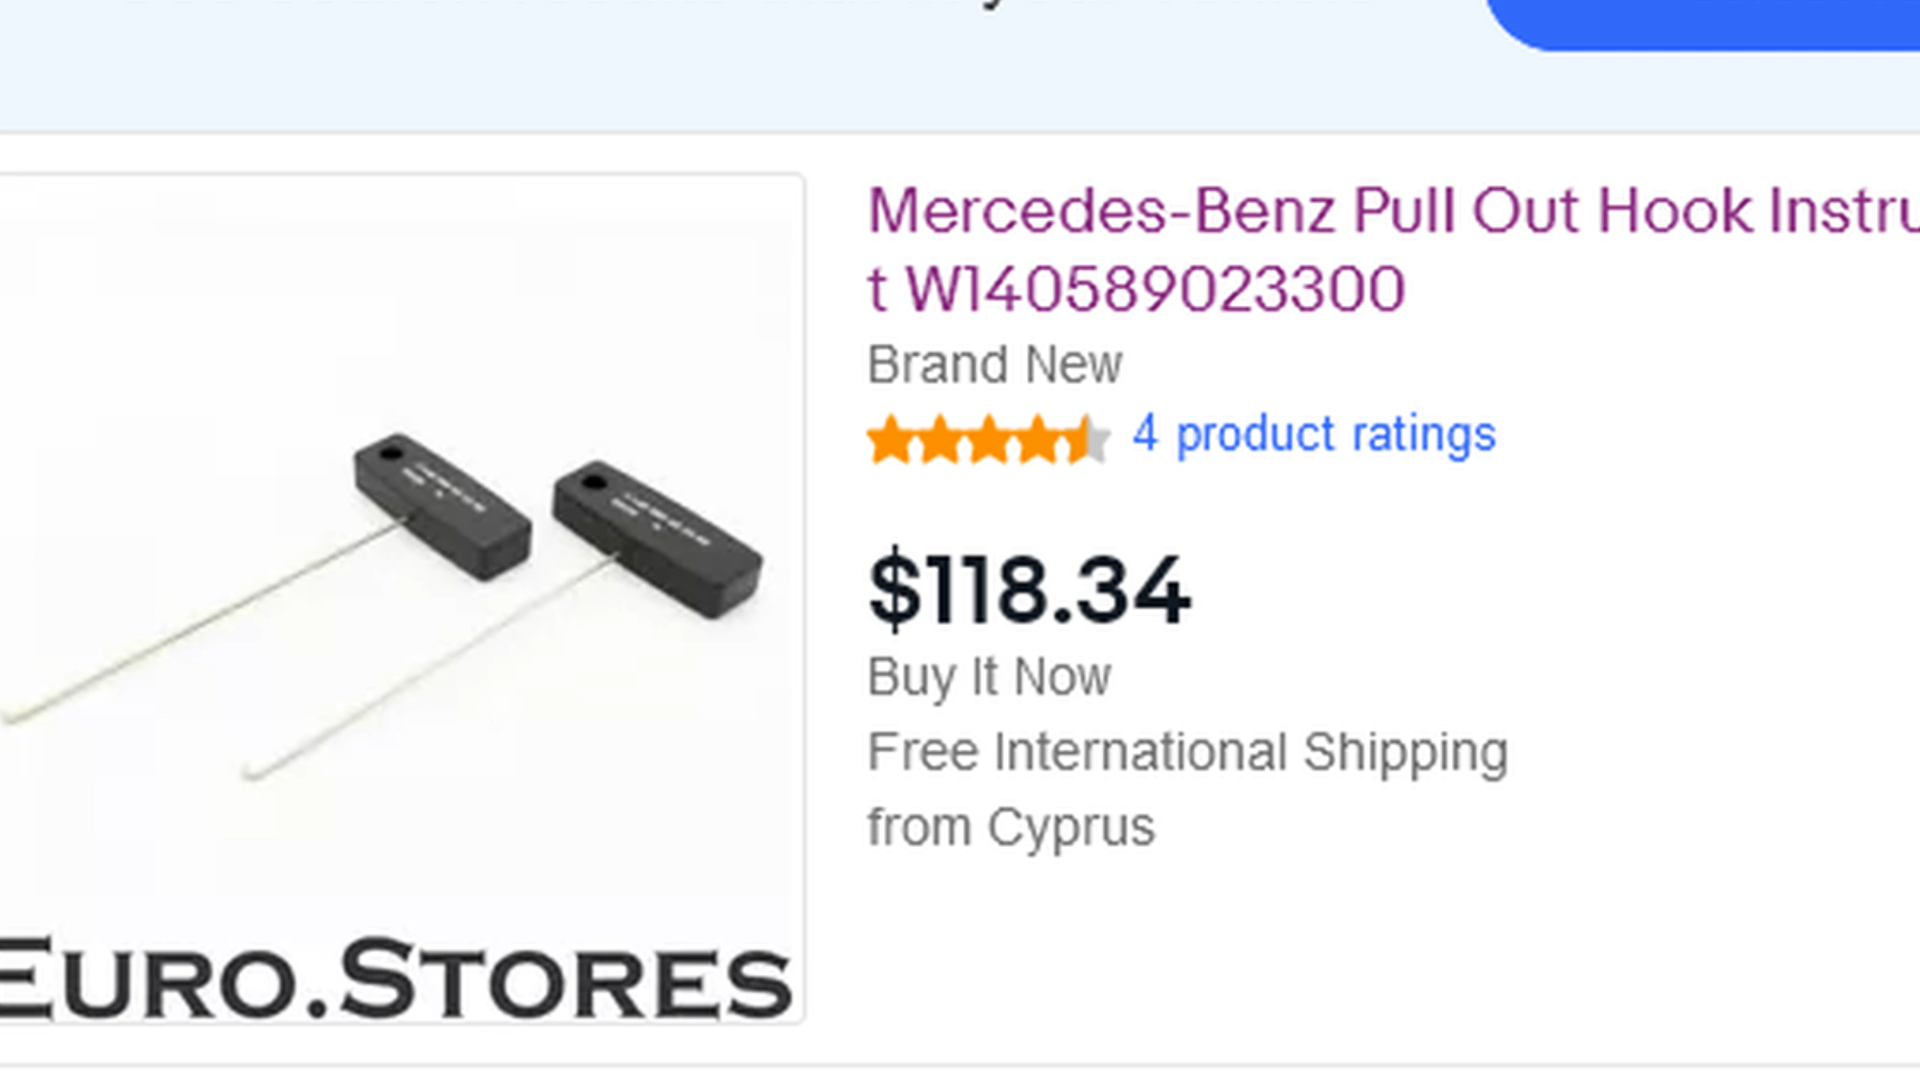 Mercedes-Benz Pull Out Hook Instru
t W140589023300
Brand New
4 product ratings
$118.34
Buy It Now
Free International Shipping
from Cyprus
EURO.STORES